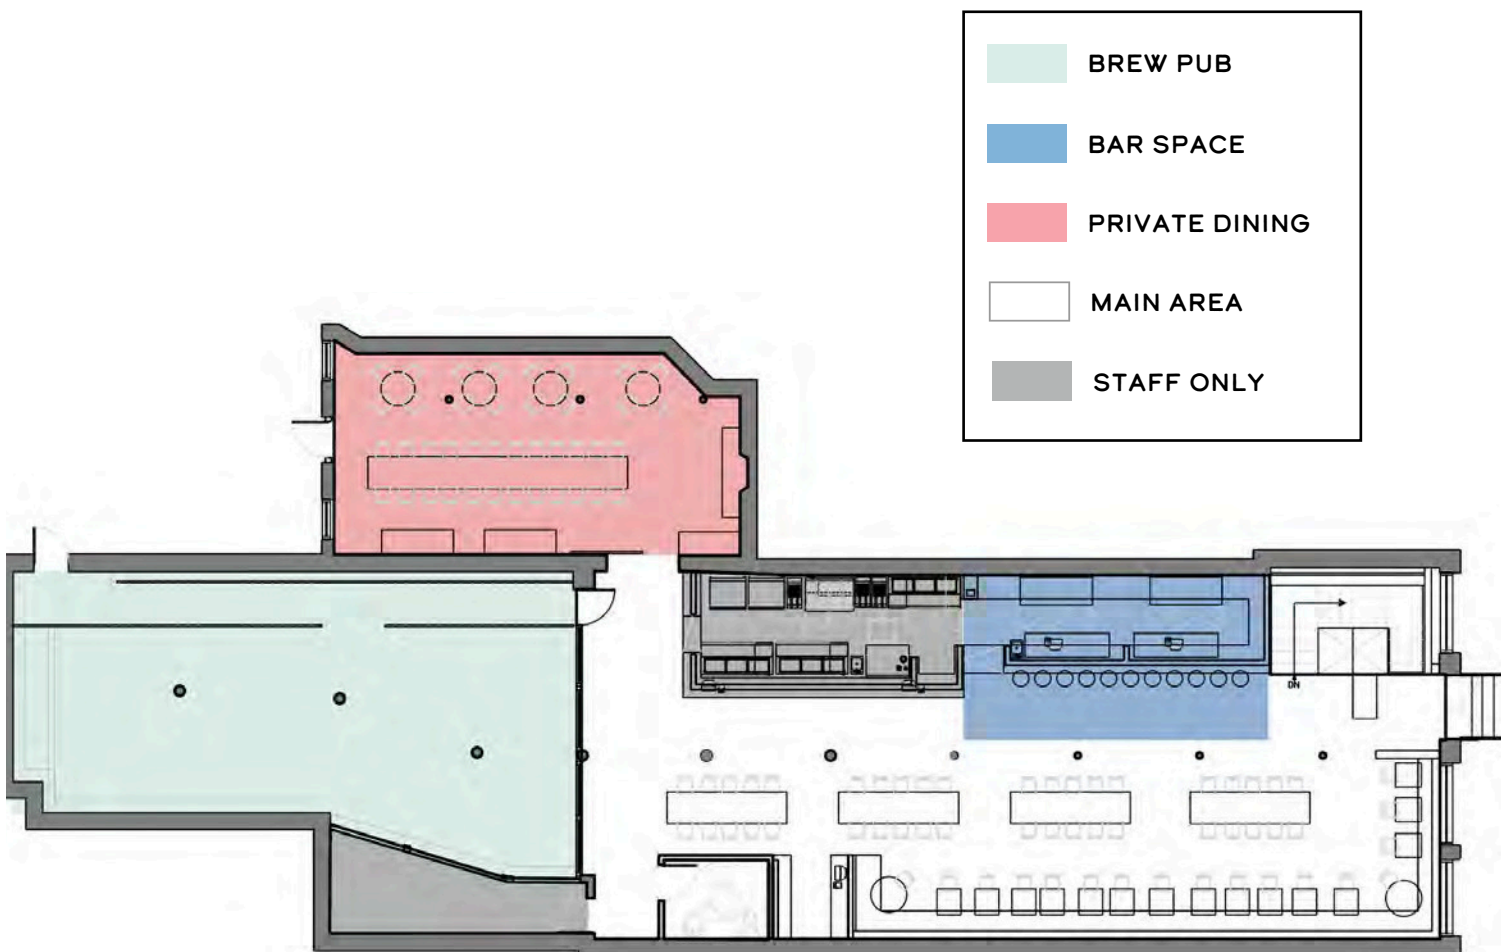 BREW PUB
BAR SPACE
PRIVATE DINING
MAIN AREA
STAFF ONLY
DN